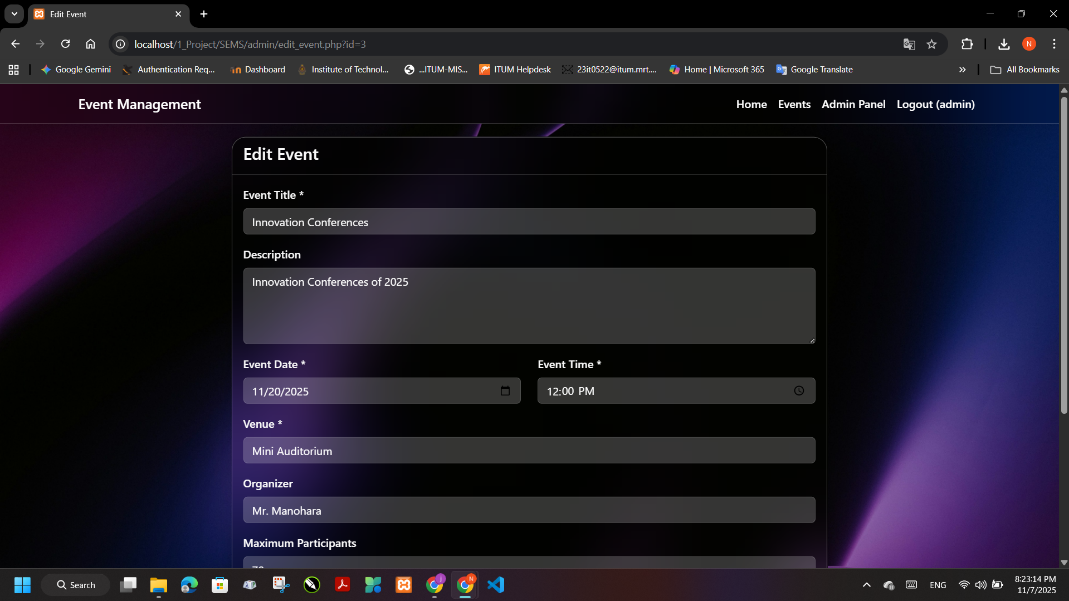 Edit Event
localhost/1_Project/SEMS/admin/edit_event.php?id=3
Google Gemini
Authentication Req...
Dashboard
Institute of Technol...
...ITUM-MIS...
ITUM Helpdesk
23it0522@itum.mrt....
Home | Microsoft 365
Google Translate
»
All Bookmarks
Event Management
Home Events Admin Panel Logout (admin)
Edit Event
Event Title *
Innovation Conferences
Description
Innovation Conferences of 2025
Event Date * Event Time *
11/20/2025 12:00 PM
Venue *
Mini Auditorium
Organizer
Mr. Manohara
Maximum Participants
Search
ENG
8:23:14 PM
11/7/2025